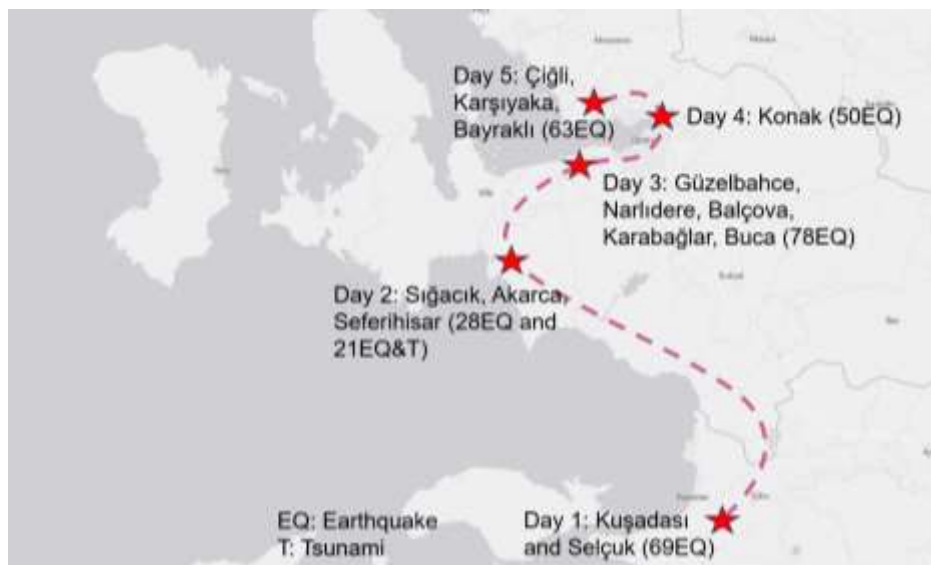 Day 5: Çiğli,
Karşıyaka,
Bayraklı (63EQ)
Day 4: Konak (50EQ)
Day 3: Güzelbahce,
Narlıdere, Balçova,
Karabağlar, Buca (78EQ)
Day 2: Sığacık, Akarca,
Seferihisar (28EQ and
21EQ&T)
EQ: Earthquake
T: Tsunami
Day 1: Kuşadası
and Selçuk (69EQ)